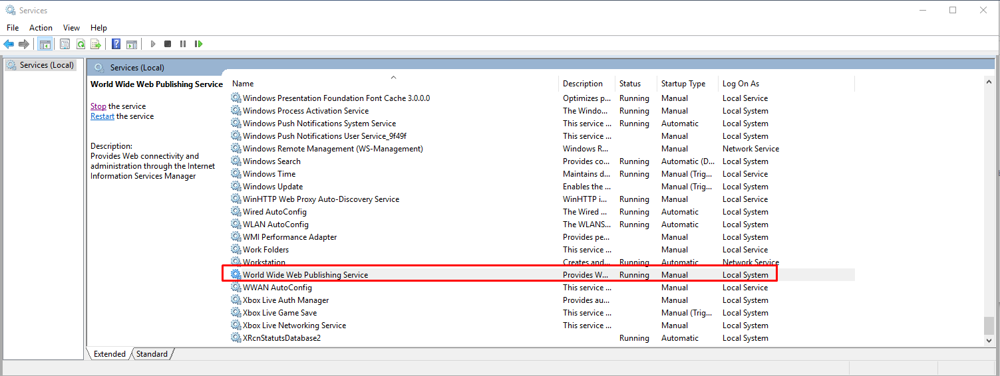 Services
File Action View Help
Services (Local)
Services (Local)
World Wide Web Publishing Service
Stop the service
Restart the service
Description:
Provides Web connectivity and
administration through the Internet
Information Services Manager
Name Description Status Startup Type Log On As
Windows Presentation Foundation Font Cache 3.0.0.0 Optimizes p... Running Manual Local Service
Windows Process Activation Service The Windo... Running Manual Local System
Windows Push Notifications System Service This service ... Running Automatic Local System
Windows Push Notifications User Service_9f49f This service ... Manual Local System
Windows Remote Management (WS-Management) Windows R... Manual Network Service
Windows Search Provides co... Running Automatic (D... Local System
Windows Time Maintains d... Running Manual (Trig... Local Service
Windows Update Enables the ... Manual (Trig... Local System
WinHTTP Web Proxy Auto-Discovery Service WinHTTP i... Running Manual Local Service
Wired AutoConfig The Wired ... Running Automatic Local System
WLAN AutoConfig The WLANS... Running Automatic Local System
WMI Performance Adapter Provides pe... Manual Local System
Work Folders This service ... Manual Local Service
Workstation Creates and... Running Automatic Network Service
World Wide Web Publishing Service Provides W... Running Manual Local System
WWAN AutoConfig This service ... Manual Local Service
Xbox Live Auth Manager Provides au... Manual Local System
Xbox Live Game Save This service ... Manual (Trig... Local System
Xbox Live Networking Service This service ... Manual Local System
XRcnStatutsDatabase2 Running Automatic Local System
Extended Standard